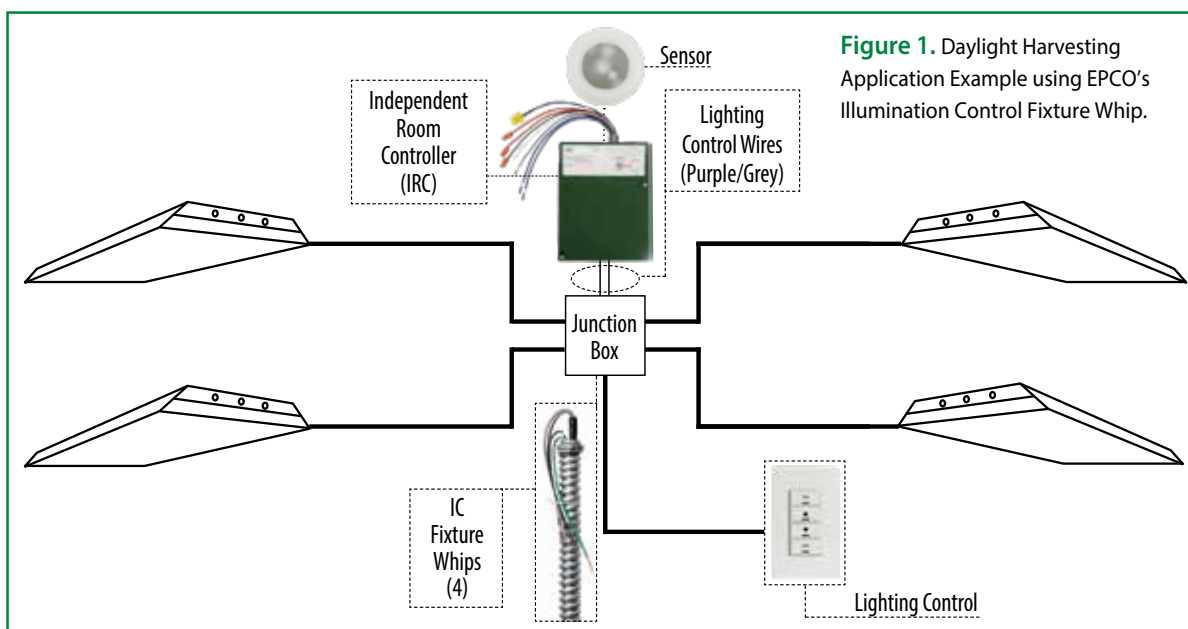 Figure 1. Daylight Harvesting
Application Example using EPCO's
Illumination Control Fixture Whip.
Sensor
Independent
Room
Controller
(IRC)
Lighting
Control Wires
(Purple/Grey)
Junction
Box
IC
Fixture
Whips
(4)
Lighting Control